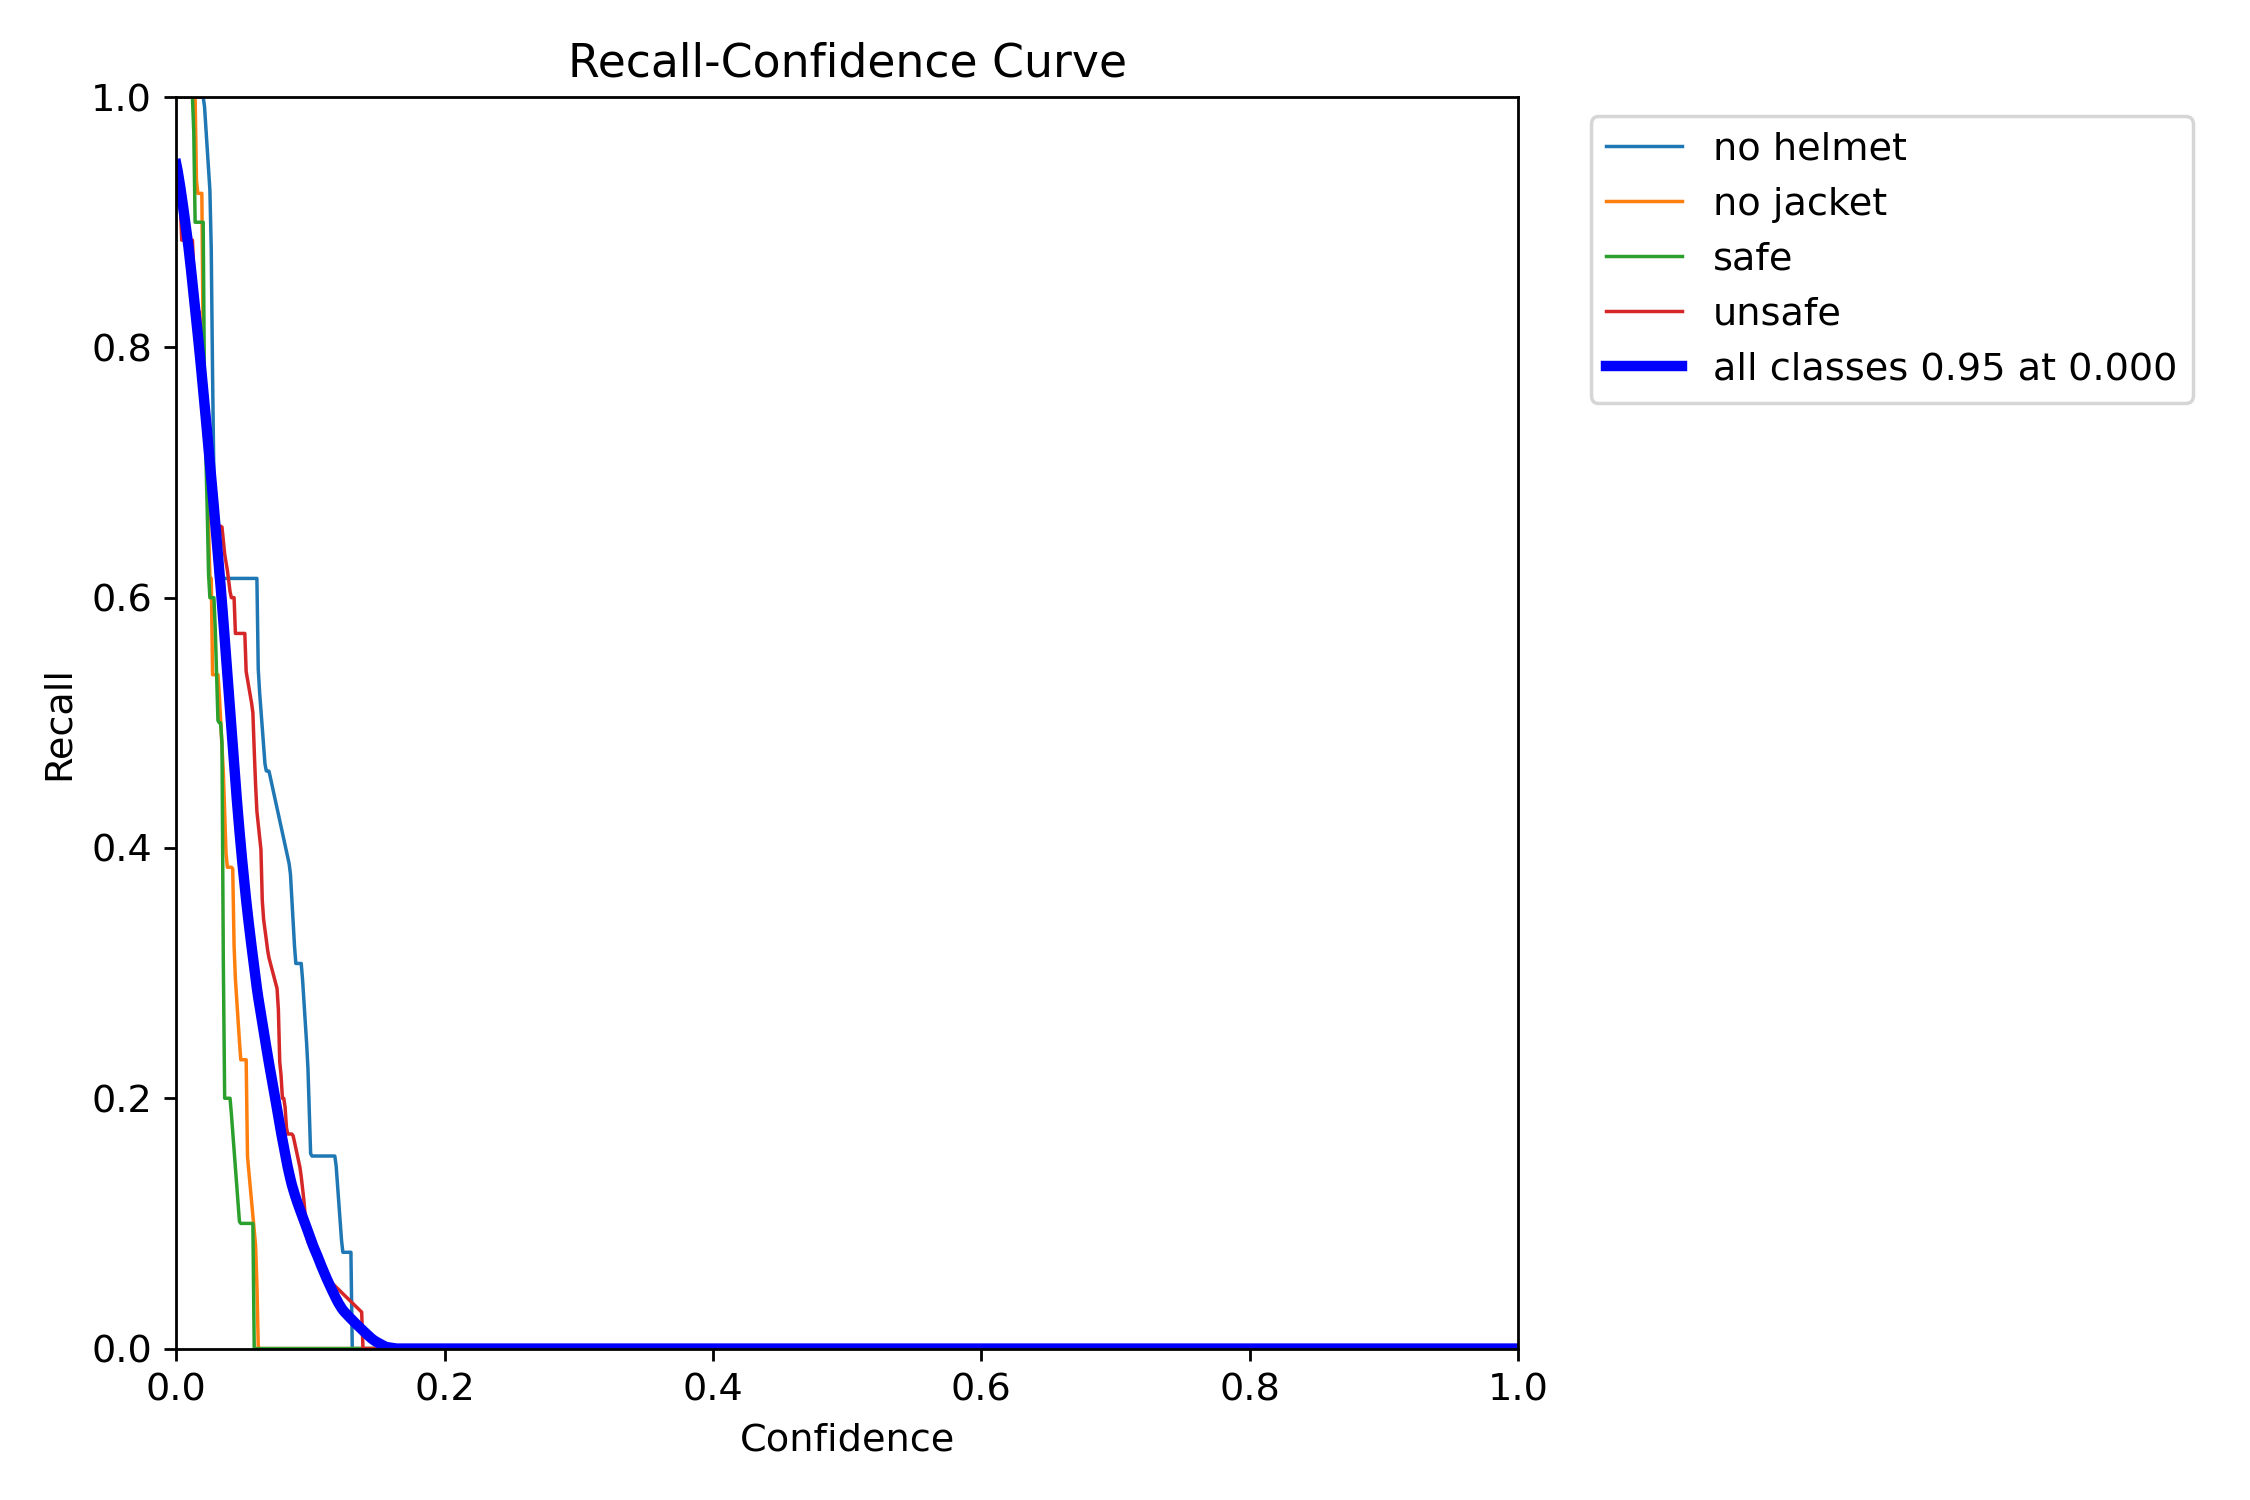 Recall-Confidence Curve
1.0
0.8
0.6
0.4
0.2
0.0
Recall
0.0 0.2 0.4 0.6 0.8 1.0
Confidence
no helmet
no jacket
safe
unsafe
all classes 0.95 at 0.000